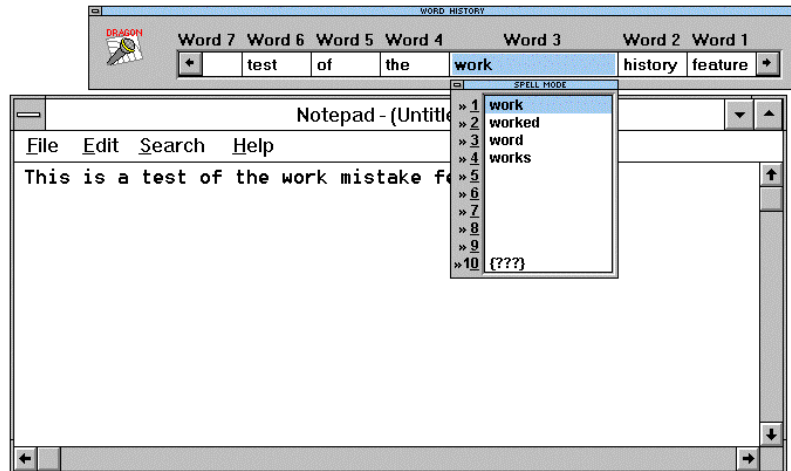 WORD HISTORY
DRAGON
Word 7 Word 6 Word 5 Word 4 Word 3 Word 2 Word 1
test of the work history feature
SPELL MODE
Notepad - (Untitle
» 1 work
» 2 worked
» 3 word
» 4 works
» 5
» 6
» 7
» 8
» 9
»10 {???}
File Edit Search Help
This is a test of the work mistake fe